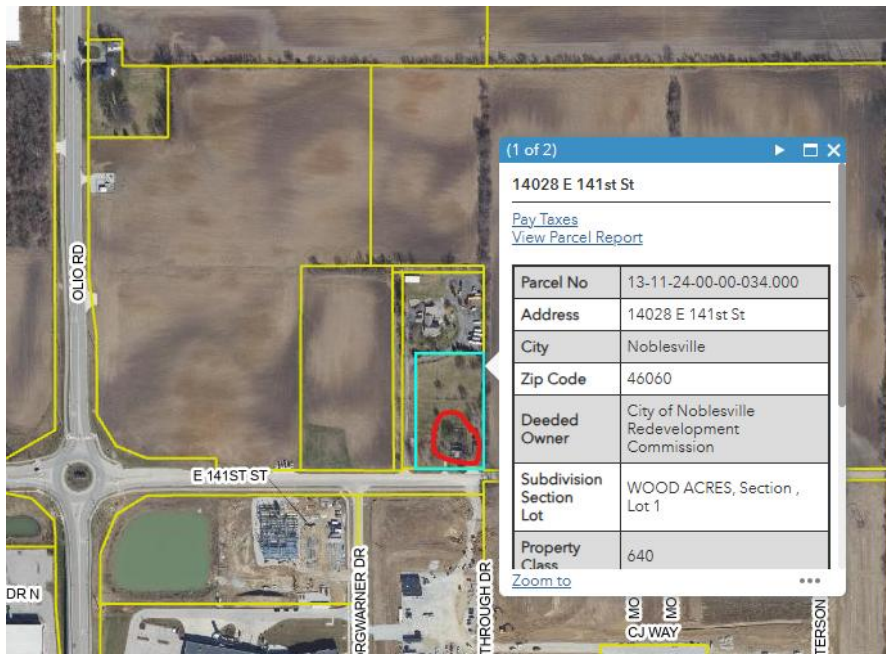 (1 of 2)
14028 E 141st St
Pay Taxes
View Parcel Report
Parcel No 13-11-24-00-00-034.000
Address 14028 E 141st St
City Noblesville
Zip Code 46060
Deeded Owner City of Noblesville Redevelopment Commission
Subdivision Section Lot WOOD ACRES, Section , Lot 1
Property Class 640
Zoom to
OLIO RD
E 141ST ST
DR N
ORGWARNER DR
THROUGH DR
MO
MO
CJ WAY
TERSON